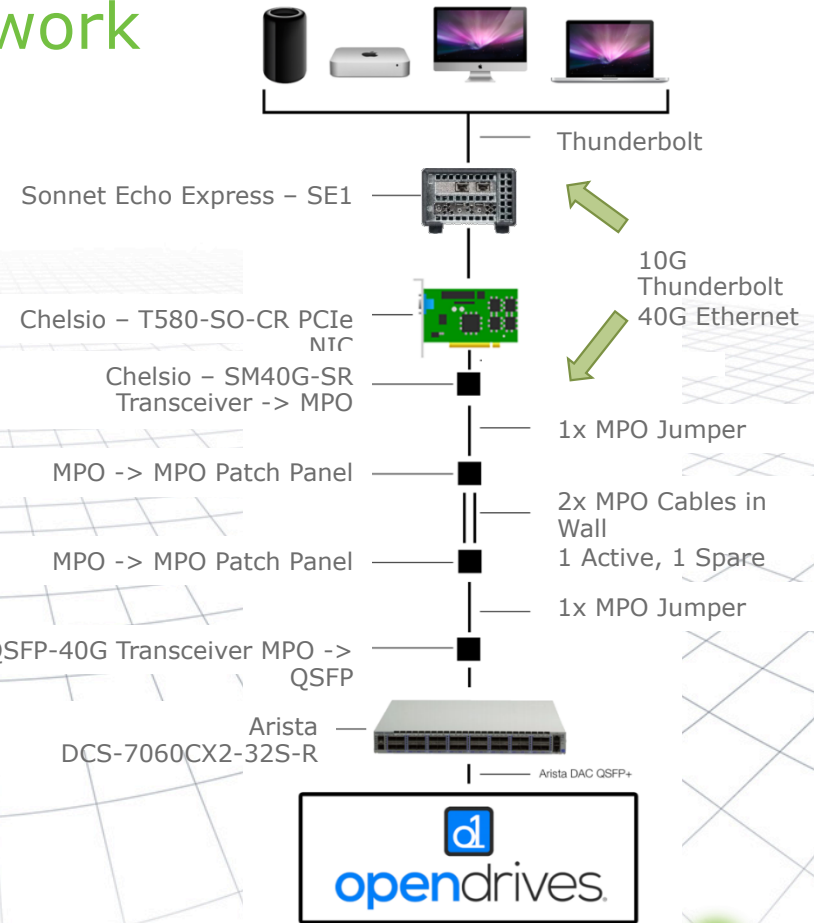 work
Thunderbolt
Sonnet Echo Express – SE1
10G
Thunderbolt
40G Ethernet
Chelsio – T580-SO-CR PCIe
NIC
Chelsio – SM40G-SR
Transceiver -> MPO
1x MPO Jumper
MPO -> MPO Patch Panel
2x MPO Cables in
Wall
1 Active, 1 Spare
MPO -> MPO Patch Panel
1x MPO Jumper
QSFP-40G Transceiver MPO ->
QSFP
Arista
DCS-7060CX2-32S-R
Arista DAC QSFP+
opendrives